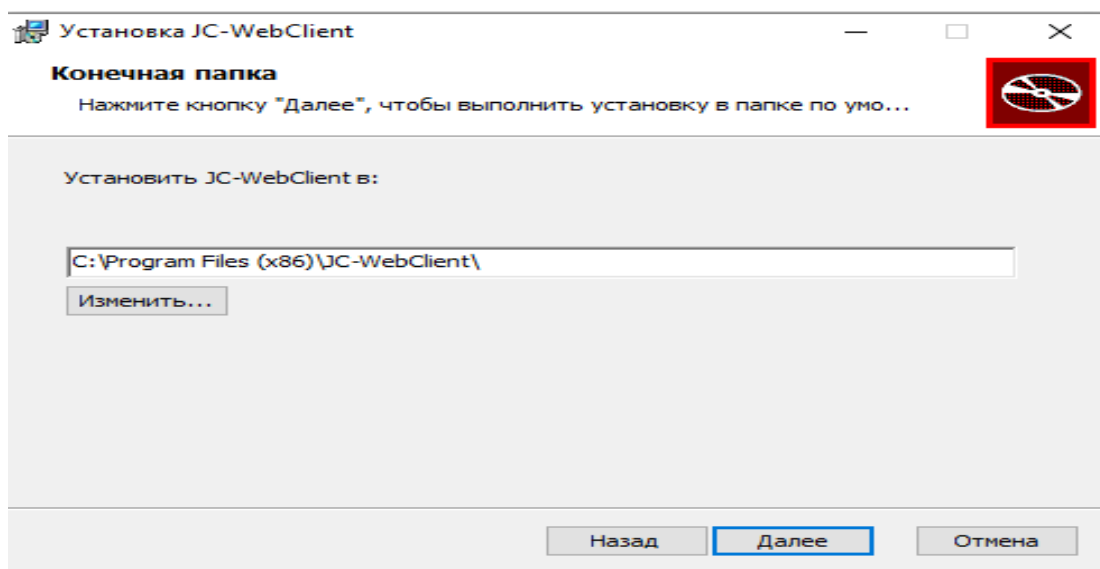 Установка JC-WebClient
Конечная папка
Нажмите кнопку "Далее", чтобы выполнить установку в папке по умо...
Установить JC-WebClient в:
C:\Program Files (x86)\JC-WebClient\
Изменить...
Назад Далее Отмена